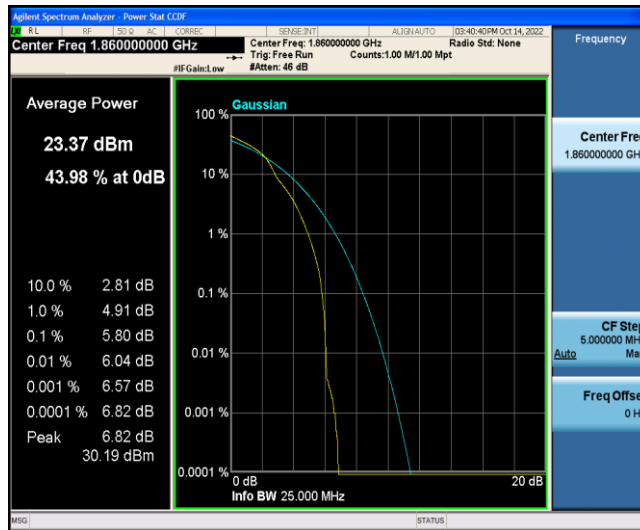 Agilent Spectrum Analyzer - Power Stat CCDF
RL RF 50 Ω AC CORREC SENSE:INT ALIGN AUTO 03:40:40 PM Oct 14, 2022
Center Freq 1.860000000 GHz
Center Freq: 1.860000000 GHz Radio Std: None
Trig: Free Run Counts:1.00 M/1.00 Mpt
#IFGain:Low #Atten: 46 dB
Frequency
Average Power
23.37 dBm
43.98 % at 0dB
10.0 % 2.81 dB
1.0 % 4.91 dB
0.1 % 5.80 dB
0.01 % 6.04 dB
0.001 % 6.57 dB
0.0001 % 6.82 dB
Peak 6.82 dB
30.19 dBm
Gaussian
100 %
10 %
1 %
0.1 %
0.01 %
0.001 %
0.0001 %
0 dB 20 dB
Info BW 25.000 MHz
Center Fre
1.860000000 GH
CF Step
5.000000 MH
Auto Ma
Freq Offse
0 H
MSG STATUS